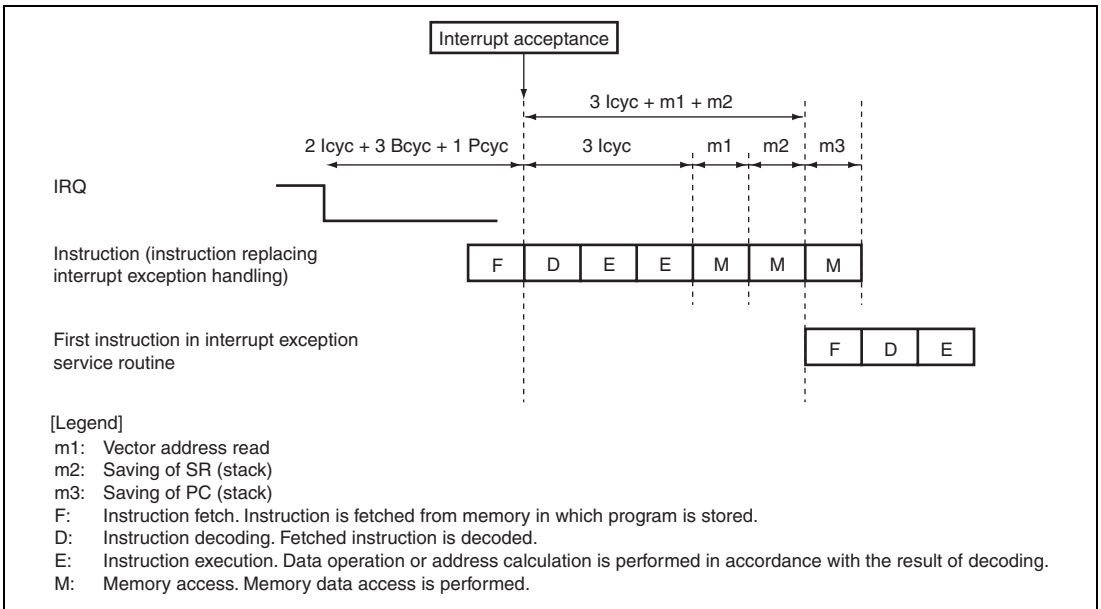 Interrupt acceptance
3 Icyc + m1 + m2
2 Icyc + 3 Bcyc + 1 Pcyc
3 Icyc
m1
m2
m3
IRQ
Instruction (instruction replacing
interrupt exception handling)
F D E E M M M
First instruction in interrupt exception
service routine
F D E
[Legend]
m1: Vector address read
m2: Saving of SR (stack)
m3: Saving of PC (stack)
F: Instruction fetch. Instruction is fetched from memory in which program is stored.
D: Instruction decoding. Fetched instruction is decoded.
E: Instruction execution. Data operation or address calculation is performed in accordance with the result of decoding.
M: Memory access. Memory data access is performed.